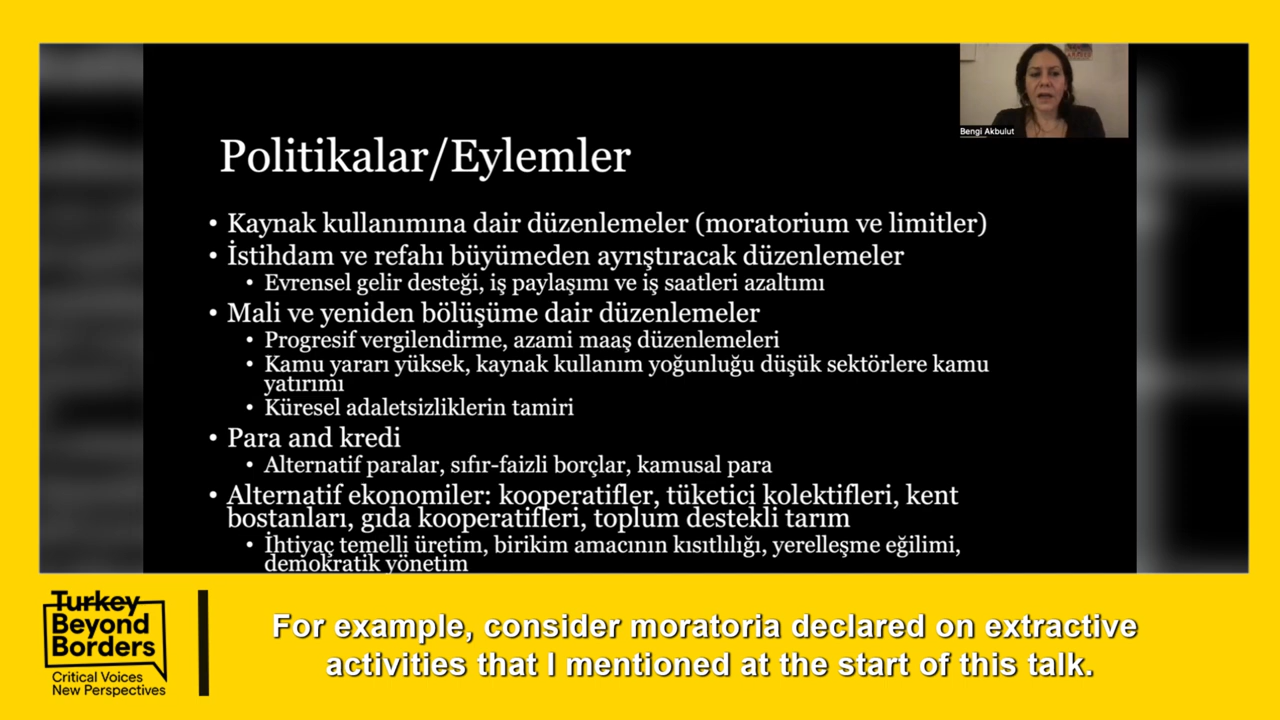 Bengi Akbulut
Politikalar/Eylemler
• Kaynak kullanımına dair düzenlemeler (moratorium ve limitler)
• İstihdam ve refahı büyümeden ayrıştıracak düzenlemeler
• Evrensel gelir desteği, iş paylaşımı ve iş saatleri azaltımı
• Mali ve yeniden bölüşüme dair düzenlemeler
• Progresif vergilendirme, azami maaş düzenlemeleri
• Kamu yararı yüksek, kaynak kullanım yoğunluğu düşük sektörlere kamu
yatırımı
• Küresel adaletsizliklerin tamiri
• Para and kredi
• Alternatif paralar, sıfır-faizli borçlar, kamusal para
• Alternatif ekonomiler: kooperatifler, tüketici kolektifleri, kent
bostanları, gıda kooperatifleri, toplum destekli tarım
• İhtiyaç temelli üretim, birikim amacının kısıtlılığı, yerelleşme eğilimi,
demokratik yönetim
Turkey
Beyond
Borders
Critical Voices
New Perspectives
For example, consider moratoria declared on extractive
activities that I mentioned at the start of this talk.